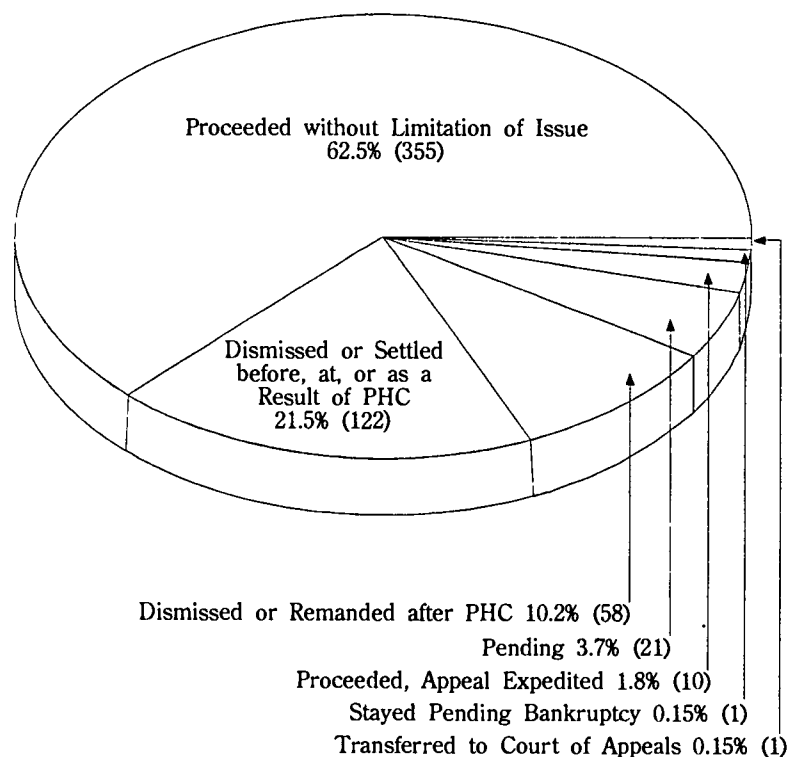 Proceeded without Limitation of Issue
62.5% (355)
Dismissed or Settled
before, at, or as a
Result of PHC
21.5% (122)
Dismissed or Remanded after PHC 10.2% (58)
Pending 3.7% (21)
Proceeded, Appeal Expedited 1.8% (10)
Stayed Pending Bankruptcy 0.15% (1)
Transferred to Court of Appeals 0.15% (1)